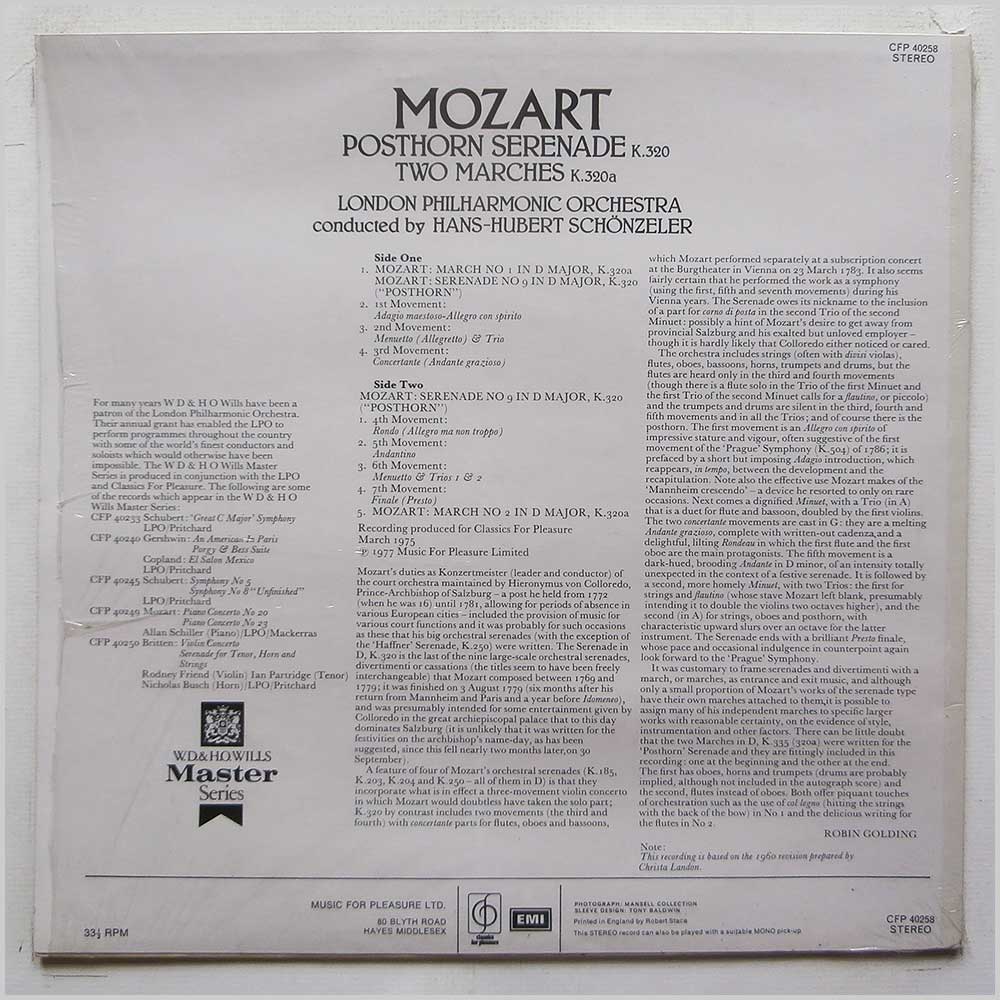 CFP 40258
STEREO
MOZART
POSTHORN SERENADE K.320
TWO MARCHES K.320a
LONDON PHILHARMONIC ORCHESTRA
conducted by HANS-HUBERT SCHÖNZELER
For many years W D & H O Wills have been a
patron of the London Philharmonic Orchestra.
Their annual grant has enabled the LPO to
perform programmes throughout the country
with some of the world's finest conductors and
soloists which would otherwise have been
impossible. The W D & H O Wills Master
Series is produced in conjunction with the LPO
and Classics For Pleasure. The following are some
of the records which appear in the W D & H O
Wills Master Series:
CFP 40233 Schubert: 'Great C Major' Symphony
LPO/Pritchard
CFP 40240 Gershwin: An American In Paris
Porgy & Bess Suite
Copland: El Salon Mexico
LPO/Pritchard
CFP 40245 Schubert: Symphony No 5
Symphony No 8 "Unfinished"
LPO/Pritchard
CFP 40249 Mozart: Piano Concerto No 20
Piano Concerto No 23
Allan Schiller (Piano)/LPO/Mackerras
CFP 40250 Britten: Violin Concerto
Serenade for Tenor, Horn and
Strings
Rodney Friend (Violin) Ian Partridge (Tenor)
Nicholas Busch (Horn)/LPO/Pritchard
W.D.& H.O.WILLS
Master
Series
Side One
1. MOZART: MARCH NO 1 IN D MAJOR, K.320a
MOZART: SERENADE NO 9 IN D MAJOR, K.320
("POSTHORN")
2. 1st Movement:
Adagio maestoso-Allegro con spirito
3. 2nd Movement:
Menuetto (Allegretto) & Trio
4. 3rd Movement:
Concertante (Andante grazioso)
Side Two
MOZART: SERENADE NO 9 IN D MAJOR, K.320
("POSTHORN")
1. 4th Movement:
Rondo (Allegro ma non troppo)
2. 5th Movement:
Andantino
3. 6th Movement:
Menuetto & Trios 1 & 2
4. 7th Movement:
Finale (Presto)
5. MOZART: MARCH NO 2 IN D MAJOR, K.320a
Recording produced for Classics For Pleasure
March 1975
℗ 1977 Music For Pleasure Limited
Mozart's duties as Konzertmeister (leader and conductor) of
the court orchestra maintained by Hieronymus von Colloredo,
Prince-Archbishop of Salzburg – a post he held from 1772
(when he was 16) until 1781, allowing for periods of absence in
various European cities – included the provision of music for
various court functions and it was probably for such occasions
as these that his big orchestral serenades (with the exception of
the 'Haffner' Serenade, K.250) were written. The Serenade in
D, K.320 is the last of the nine large-scale orchestral serenades,
divertimenti or cassations (the titles seem to have been freely
interchangeable) that Mozart composed between 1769 and
1779; it was finished on 3 August 1779 (six months after his
return from Mannheim and Paris and a year before Idomeneo),
and was presumably intended for some entertainment given by
Colloredo in the great archiepiscopal palace that to this day
dominates Salzburg (it is unlikely that it was written for the
festivities on the archbishop's name-day, as has been
suggested, since this fell nearly two months later, on 30
September).
A feature of four of Mozart's orchestral serenades (K.185,
K.203, K.204 and K.250 – all of them in D) is that they
incorporate what is in effect a three-movement violin concerto
in which Mozart would doubtless have taken the solo part;
K.320 by contrast includes two movements (the third and
fourth) with concertante parts for flutes, oboes and bassoons,
which Mozart performed separately at a subscription concert
at the Burgtheater in Vienna on 23 March 1783. It also seems
fairly certain that he performed the work as a symphony
(using the first, fifth and seventh movements) during his
Vienna years. The Serenade owes its nickname to the inclusion
of a part for corno di posta in the second Trio of the second
Minuet: possibly a hint of Mozart's desire to get away from
provincial Salzburg and his exalted but unloved employer –
though it is hardly likely that Colloredo either noticed or cared.
The orchestra includes strings (often with divisi violas),
flutes, oboes, bassoons, horns, trumpets and drums, but the
flutes are heard only in the third and fourth movements
(though there is a flute solo in the Trio of the first Minuet and
the first Trio of the second Minuet calls for a flautino, or piccolo)
and the trumpets and drums are silent in the third, fourth and
fifth movements and in all the Trios; and of course there is the
posthorn. The first movement is an Allegro con spirito of
impressive stature and vigour, often suggestive of the first
movement of the 'Prague' Symphony (K.504) of 1786; it is
prefaced by a short but imposing Adagio introduction, which
reappears, in tempo, between the development and the
recapitulation. Note also the effective use Mozart makes of the
'Mannheim crescendo' – a device he resorted to only on rare
occasions. Next comes a dignified Minuet, with a Trio (in A)
that is a duet for flute and bassoon, doubled by the first violins.
The two concertante movements are cast in G: they are a melting
Andante grazioso, complete with written-out cadenza, and a
delightful, lilting Rondeau in which the first flute and the first
oboe are the main protagonists. The fifth movement is a
dark-hued, brooding Andante in D minor, of an intensity totally
unexpected in the context of a festive serenade. It is followed by
a second, more homely Minuet, with two Trios: the first for
strings and flautino (whose stave Mozart left blank, presumably
intending it to double the violins two octaves higher), and the
second (in A) for strings, oboes and posthorn, with
characteristic upward slurs over an octave for the latter
instrument. The Serenade ends with a brilliant Presto finale,
whose pace and occasional indulgence in counterpoint again
look forward to the 'Prague' Symphony.
It was customary to frame serenades and divertimenti with a
march, or marches, as entrance and exit music, and although
only a small proportion of Mozart's works of the serenade type
have their own marches attached to them, it is possible to
assign many of his independent marches to specific larger
works with reasonable certainty, on the evidence of style,
instrumentation and other factors. There can be little doubt
that the two Marches in D, K.335 (320a) were written for the
'Posthorn' Serenade and they are fittingly included in this
recording: one at the beginning and the other at the end.
The first has oboes, horns and trumpets (drums are probably
implied, although not included in the autograph score) and
the second, flutes instead of oboes. Both offer piquant touches
of orchestration such as the use of col legno (hitting the strings
with the back of the bow) in No 1 and the delicious writing for
the flutes in No 2.
ROBIN GOLDING
Note:
This recording is based on the 1960 revision prepared by
Christa Landon.
33⅓ RPM
MUSIC FOR PLEASURE LTD.
80 BLYTH ROAD
HAYES MIDDLESEX
classics
for pleasure
EMI
PHOTOGRAPH: MANSELL COLLECTION
SLEEVE DESIGN: TONY BALDWIN
Printed in England by Robert Stace
This STEREO record can also be played with a suitable MONO pick-up
CFP 40258
STEREO